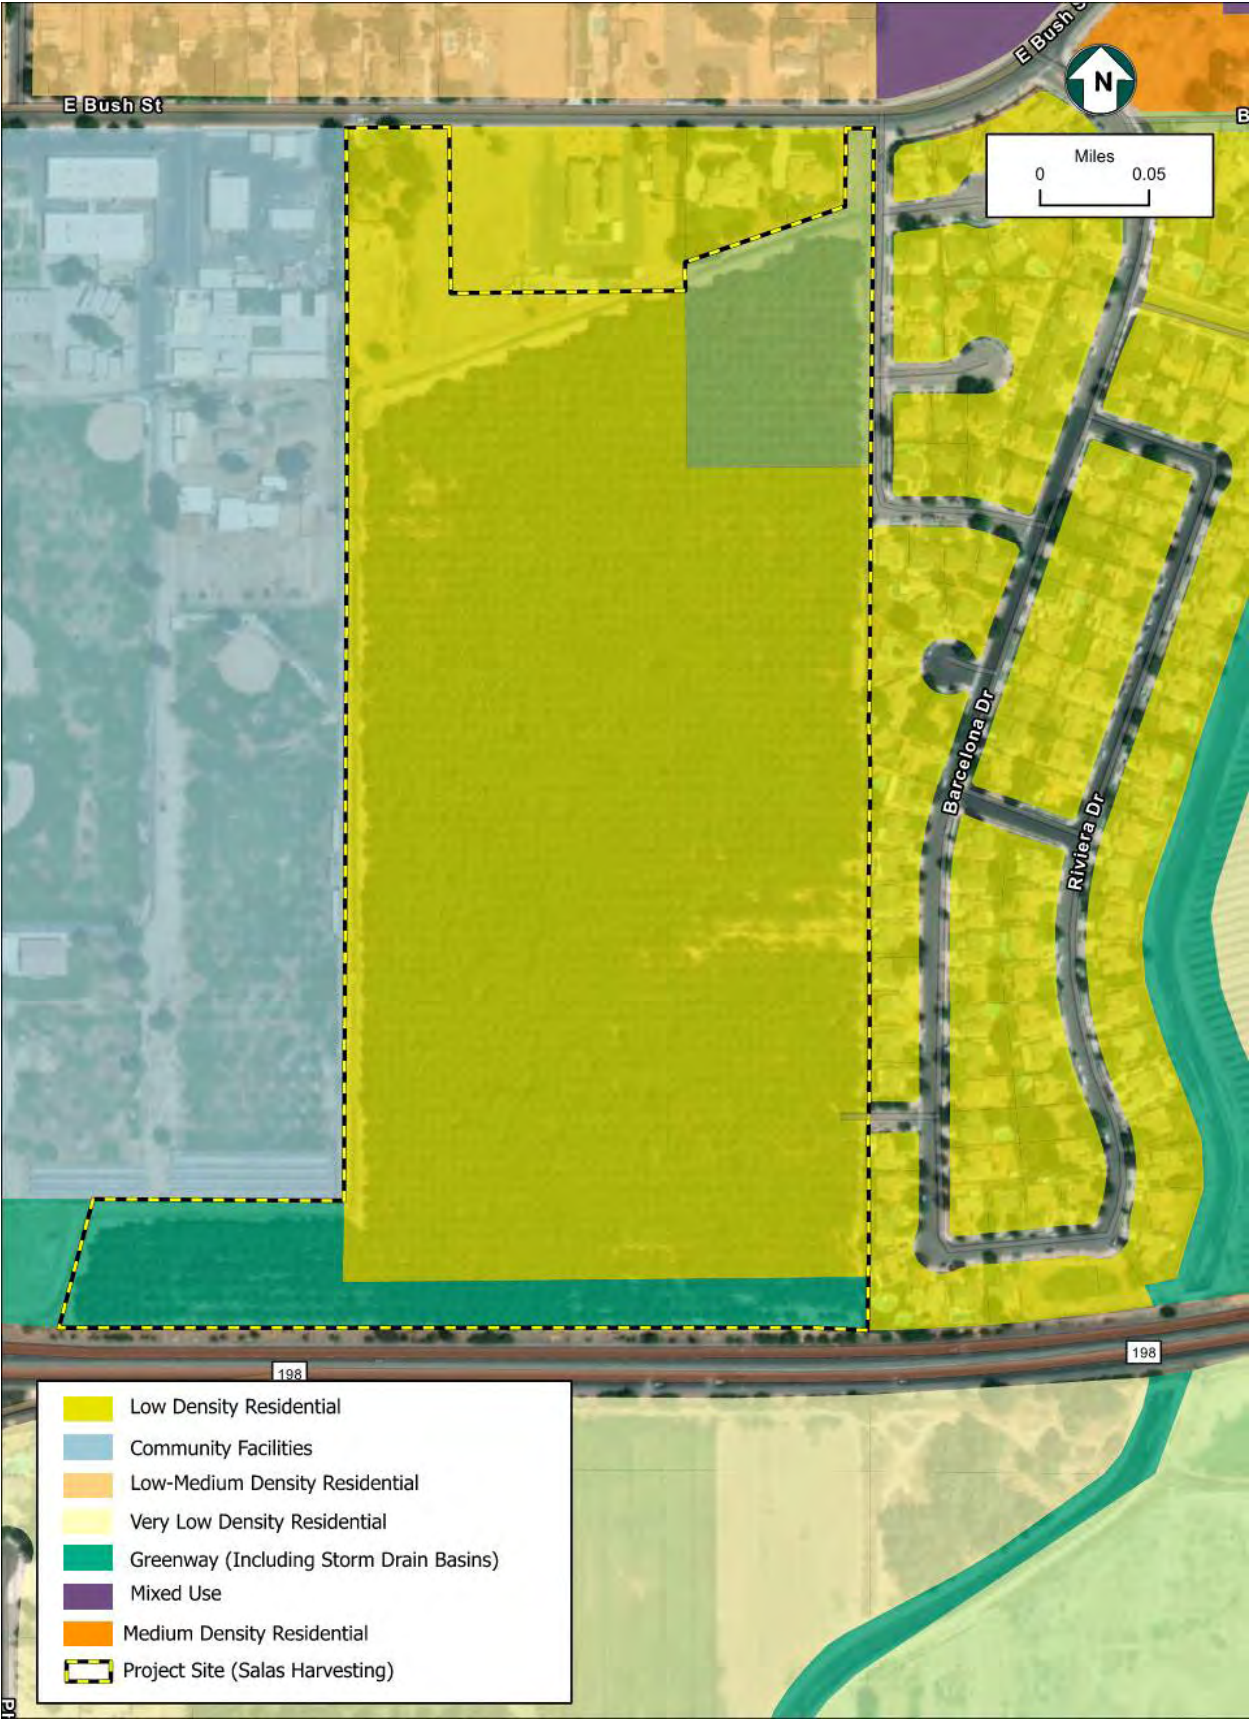 E Bush St
E Bush S
N
B
Miles
0 0.05
Barcelona Dr
Riviera Dr
198
198
Low Density Residential
Community Facilities
Low-Medium Density Residential
Very Low Density Residential
Greenway (Including Storm Drain Basins)
Mixed Use
Medium Density Residential
Project Site (Salas Harvesting)